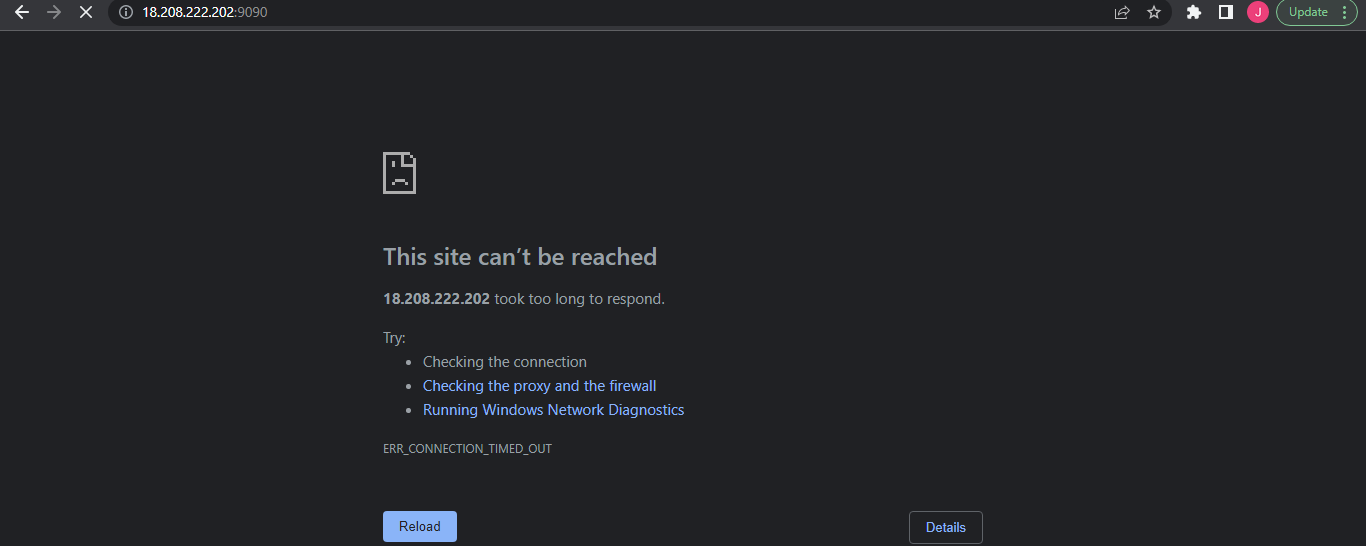 18.208.222.202:9090
J
Update
This site can’t be reached
18.208.222.202 took too long to respond.
Try:
Checking the connection
Checking the proxy and the firewall
Running Windows Network Diagnostics
ERR_CONNECTION_TIMED_OUT
Reload
Details